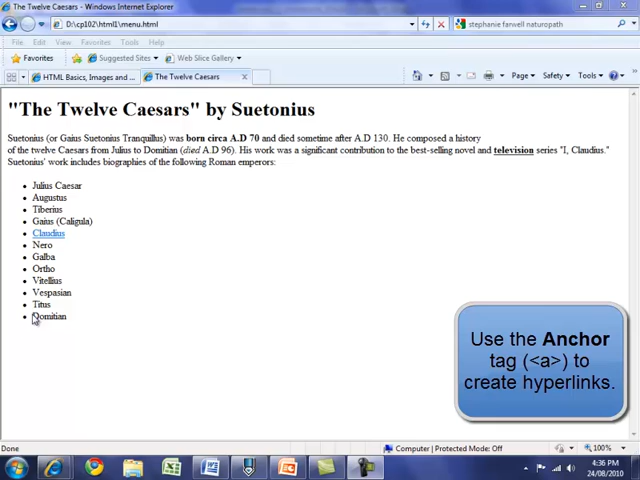 The Twelve Caesars - Windows Internet Explorer
D:\cp102\html1\menu.html
stephanie farwell naturopath
File Edit View Favorites Tools Help
Favorites Suggested Sites Web Slice Gallery
HTML Basics, Images and ... The Twelve Caesars Page Safety Tools
"The Twelve Caesars" by Suetonius
Suetonius (or Gaius Suetonius Tranquillus) was born circa A.D 70 and died sometime after A.D 130. He composed a history
of the twelve Caesars from Julius to Domitian (died A.D 96). His work was a significant contribution to the best-selling novel and television series "I, Claudius."
Suetonius' work includes biographies of the following Roman emperors:
Julius Caesar
Augustus
Tiberius
Gaius (Caligula)
Claudius
Nero
Galba
Ortho
Vitellius
Vespasian
Titus
Domitian
Use the Anchor
tag (<a>) to
create hyperlinks.
Done
Computer | Protected Mode: Off
100%
4:36 PM
24/08/2010